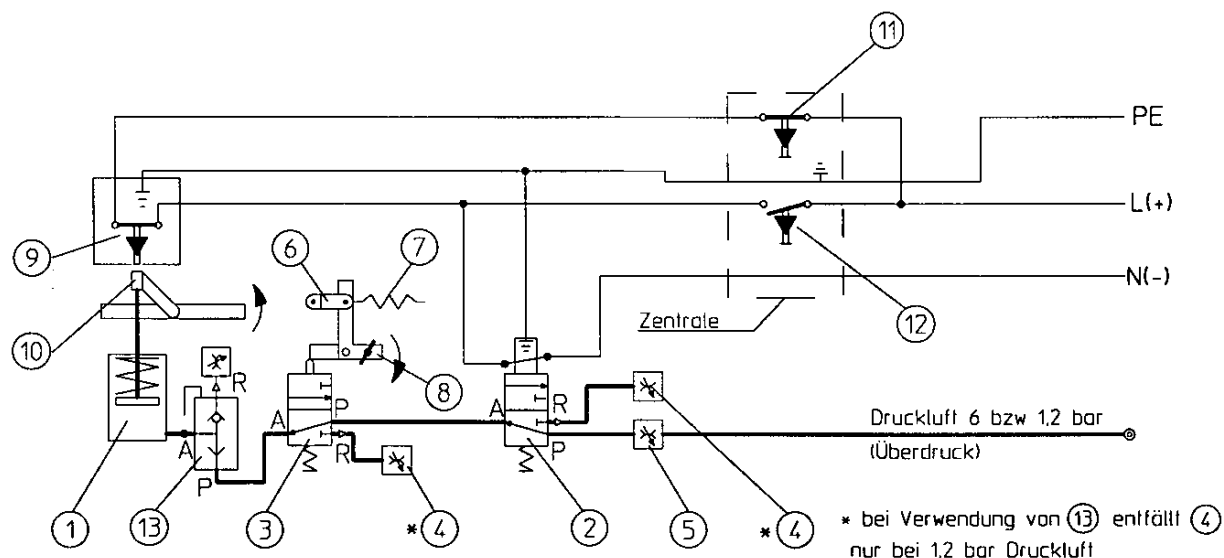 11
PE
L(+)
9
6
7
N(-)
Zentrale
12
10
8
R
P
A
R
A
A
R
Druckluft 6 bzw 1,2 bar
(Überdruck)
P
P
1
13
3
* 4
2
5
* 4
* bei Verwendung von 13 entfällt 4
nur bei 1,2 bar Druckluft